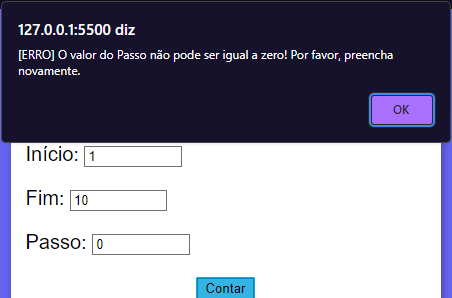 127.0.0.1:5500 diz
[ERRO] O valor do Passo não pode ser igual a zero! Por favor, preencha
novamente.
OK
Início: 1
Fim: 10
Passo: 0
Contar